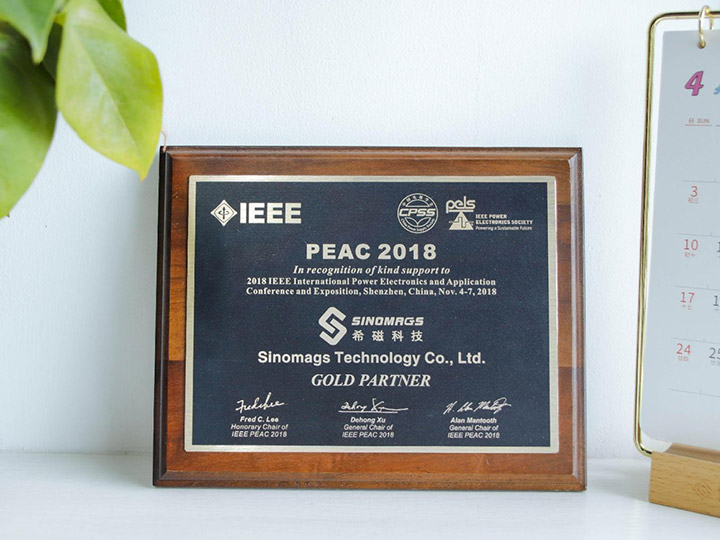 IEEE
CPSS
pels
IEEE POWER
ELECTRONICS SOCIETY
Powering a Sustainable Future
PEAC 2018
In recognition of kind support to
2018 IEEE International Power Electronics and Application
Conference and Exposition, Shenzhen, China, Nov. 4-7, 2018
SINOMAGS
希磁科技
Sinomags Technology Co., Ltd.
GOLD PARTNER
Fred C. Lee
Honorary Chair of
IEEE PEAC 2018
Dehong Xu
General Chair of
IEEE PEAC 2018
Alan Mantooth
General Chair of
IEEE PEAC 2018
4
SUN
3
10
17
24